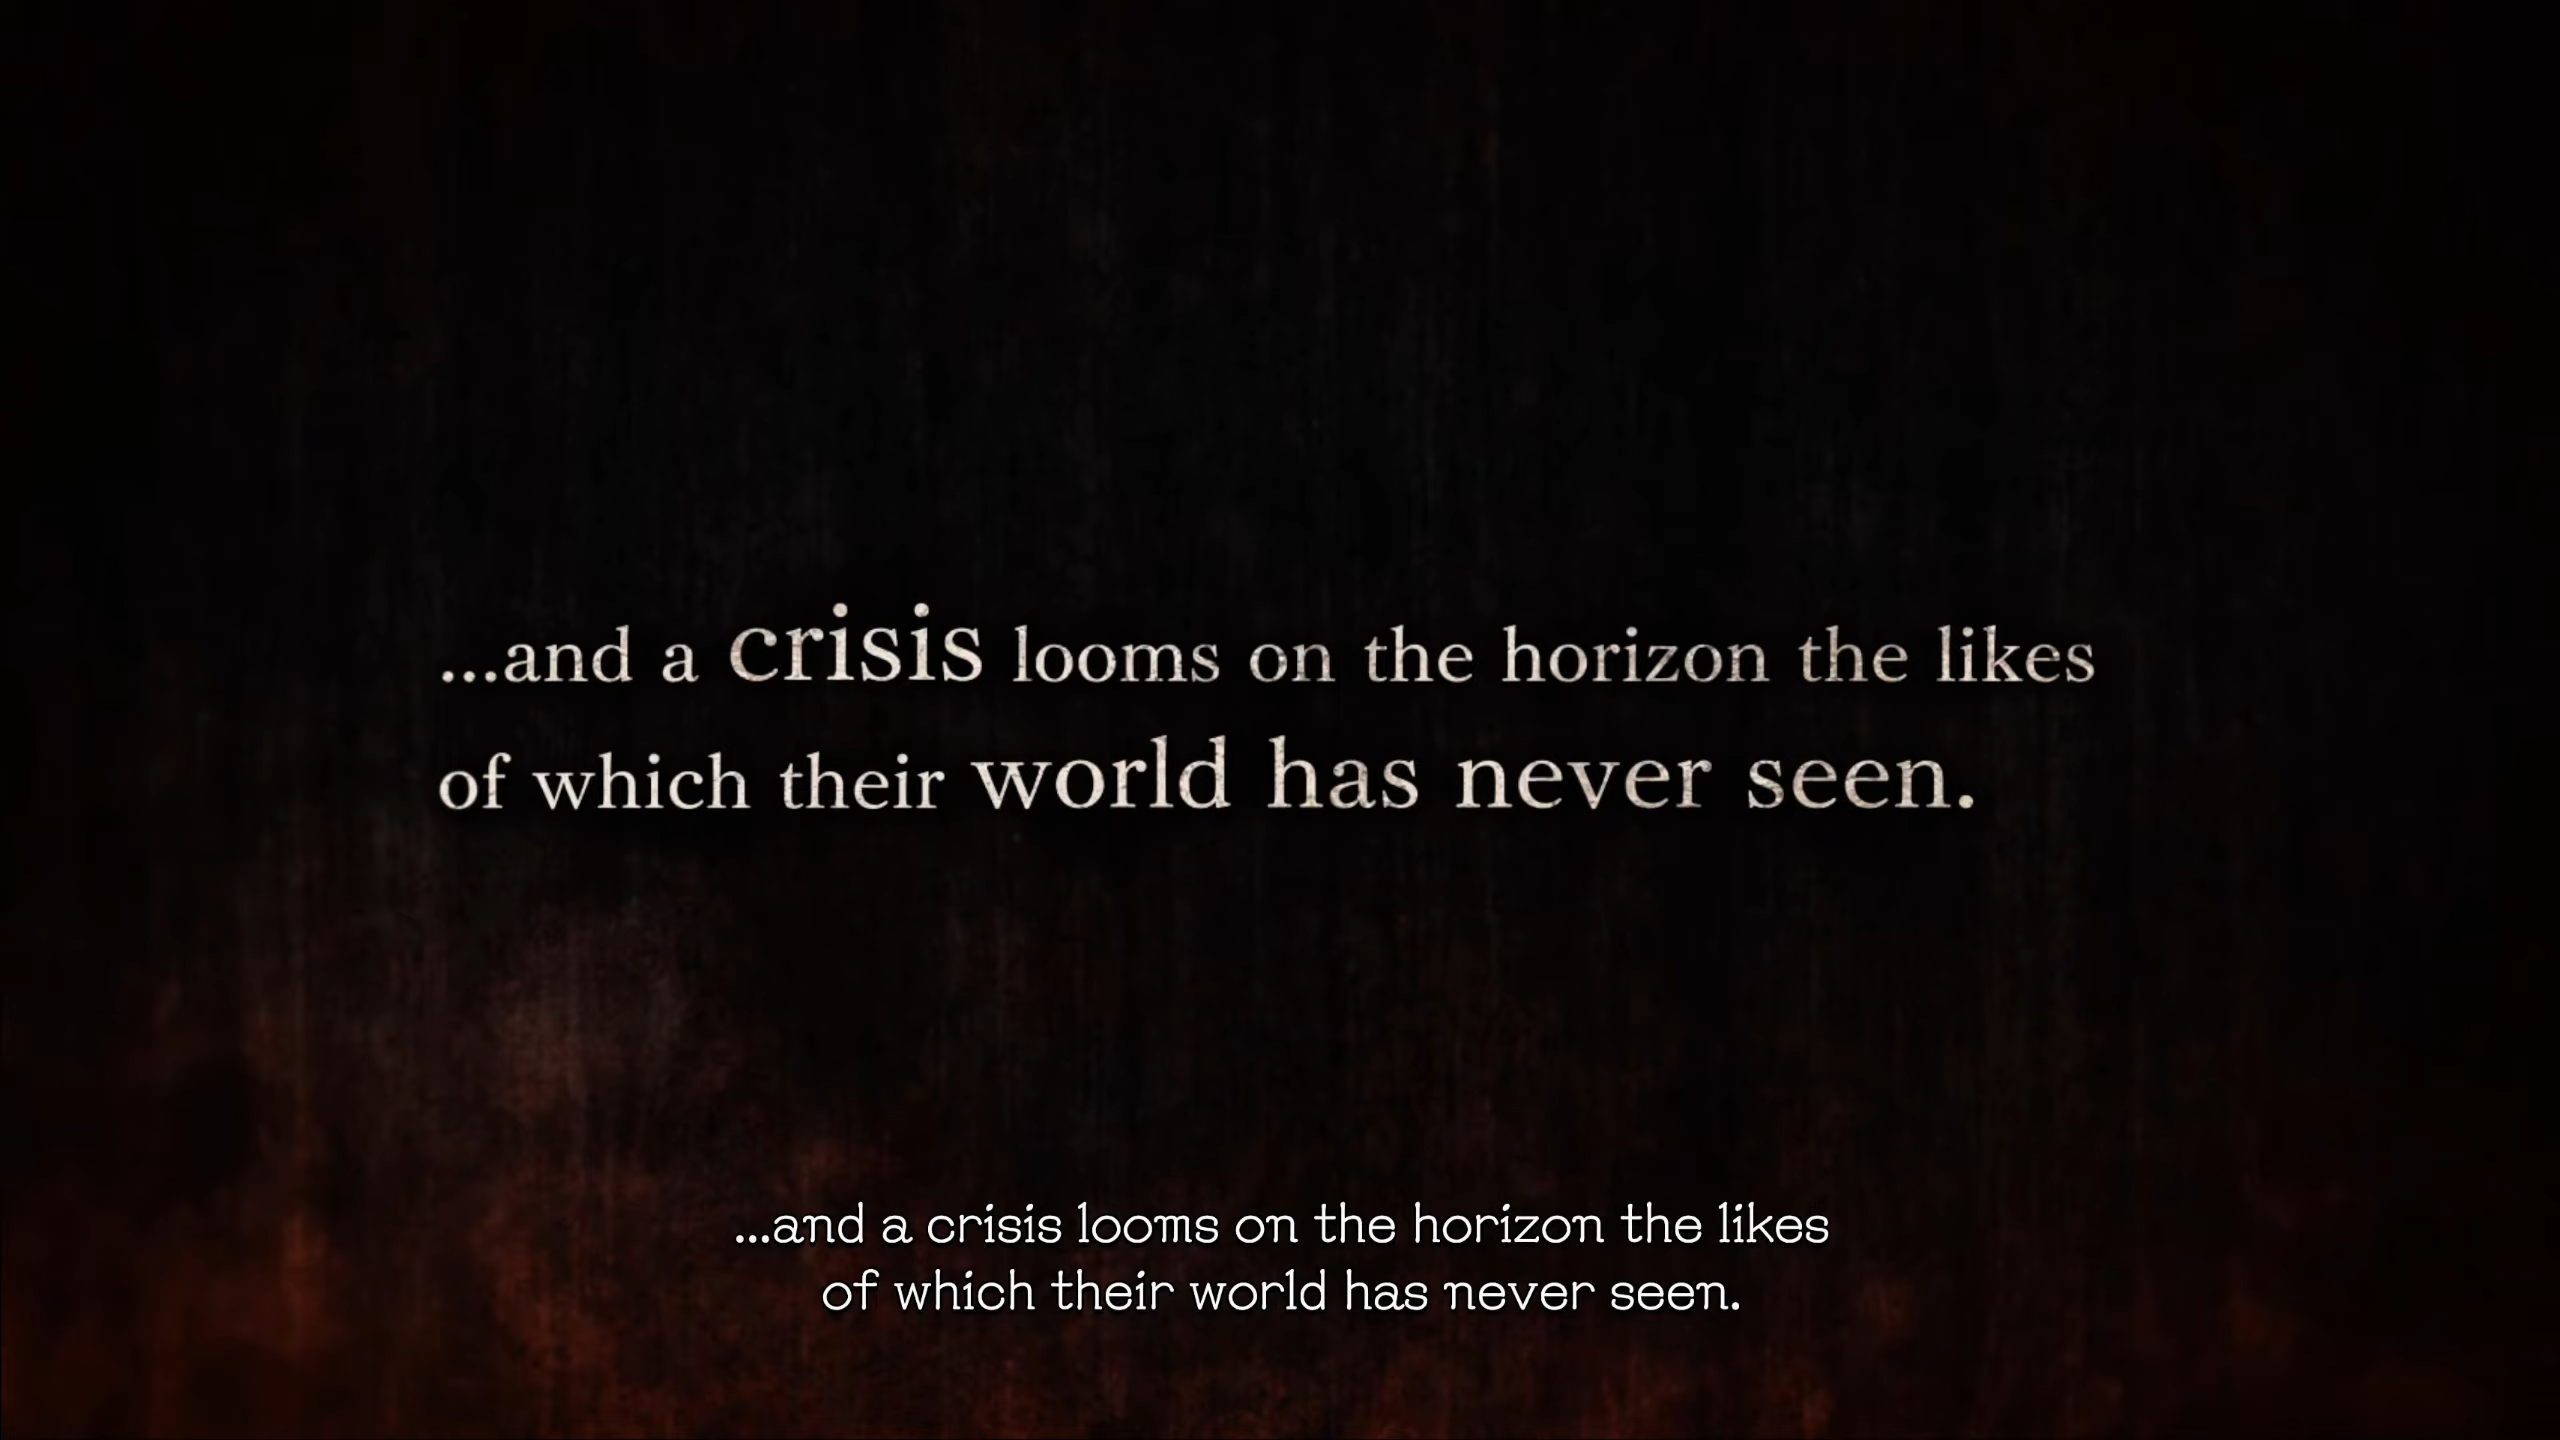 ...and a crisis looms on the horizon the likes
of which their world has never seen.
...and a crisis looms on the horizon the likes
of which their world has never seen.